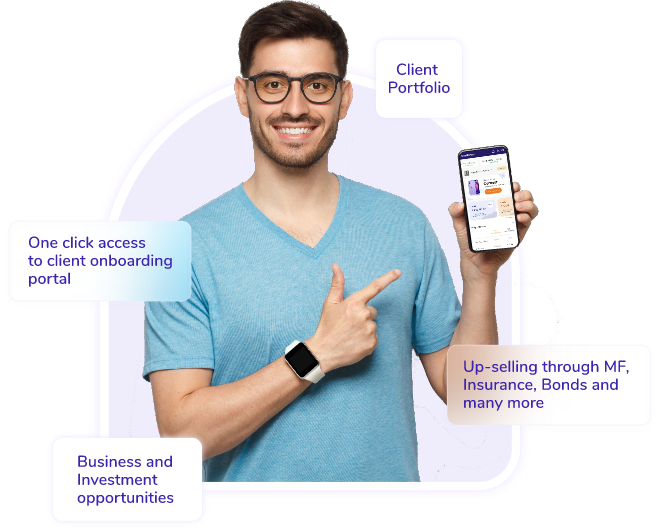 Client
Portfolio
One click access
to client onboarding
portal
Up-selling through MF,
Insurance, Bonds and
many more
Business and
Investment
opportunities